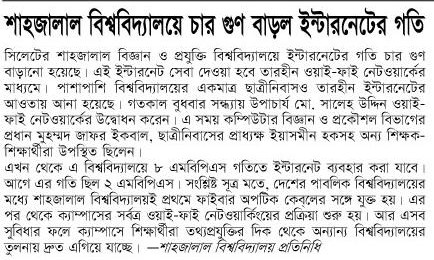 শাহজালাল বিশ্ববিদ্যালয়ে চার গুণ বাড়ল ইন্টারনেটের গতি
সিলেটের শাহজালাল বিজ্ঞান ও প্রযুক্তি বিশ্ববিদ্যালয়ে ইন্টারনেটের গতি চার গুণ
বাড়ানো হয়েছে। এই ইন্টারনেট সেবা দেওয়া হবে তারহীন ওয়াই-ফাই নেটওয়ার্কের
মাধ্যমে। পাশাপাশি বিশ্ববিদ্যালয়ের একমাত্র ছাত্রীনিবাসও তারহীন ইন্টারনেটের
আওতায় আনা হয়েছে। গতকাল বুধবার সন্ধ্যায় উপাচার্য মো. সালেহ উদ্দিন ওয়াই-
ফাই নেটওয়ার্কের উদ্বোধন করেন। এ সময় কম্পিউটার বিজ্ঞান ও প্রকৌশল বিভাগের
প্রধান মুহম্মদ জাফর ইকবাল, ছাত্রীনিবাসের প্রাধ্যক্ষ ইয়াসমীন হকসহ অন্য শিক্ষক-
শিক্ষার্থীরা উপস্থিত ছিলেন।
এখন থেকে এ বিশ্ববিদ্যালয়ে ৮ এমবিপিএস গতিতে ইন্টারনেট ব্যবহার করা যাবে।
আগে এর গতি ছিল ২ এমবিপিএস। সংশ্লিষ্ট সূত্র মতে, দেশের পাবলিক বিশ্ববিদ্যালয়ের
মধ্যে শাহজালাল বিশ্ববিদ্যালয়ই প্রথমে ফাইবার অপটিক কেব্‌লের সঙ্গে যুক্ত হয়। এর
পর থেকে ক্যাম্পাসের সর্বত্র ওয়াই-ফাই নেটওয়ার্কিংয়ের প্রক্রিয়া শুরু হয়। আর এসব
সুবিধার ফলে ক্যাম্পাসে শিক্ষার্থীরা তথ্যপ্রযুক্তির দিক থেকে অন্যান্য বিশ্ববিদ্যালয়ের
তুলনায় দ্রুত এগিয়ে যাচ্ছে। —শাহজালাল বিশ্ববিদ্যালয় প্রতিনিধি